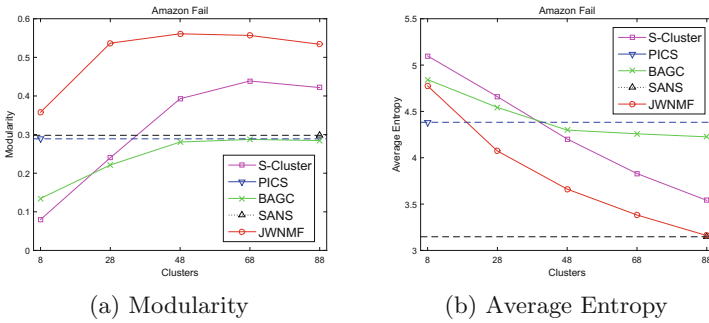 Amazon Fail
Modularity
0.6
0.5
0.4
0.3
0.2
0.1
0
8
28
48
68
88
Clusters
S-Cluster
PICS
BAGC
SANS
JWNMF
(a) Modularity
Amazon Fail
Average Entropy
5.5
5
4.5
4
3.5
3
8
28
48
68
88
Clusters
S-Cluster
PICS
BAGC
SANS
JWNMF
(b) Average Entropy